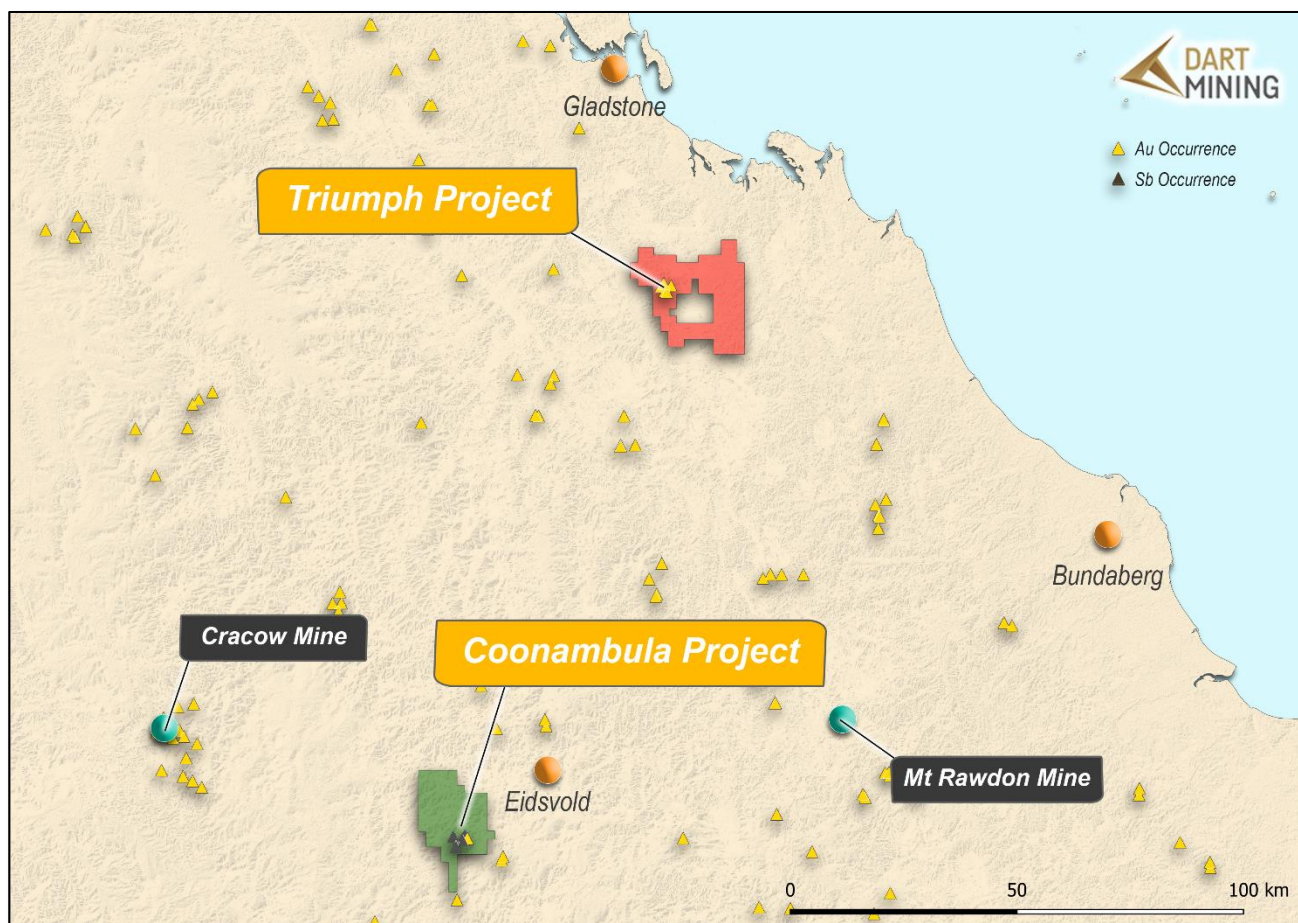 DART
MINING
Gladstone
Au Occurrence
Sb Occurrence
Triumph Project
Bundaberg
Cracow Mine
Coonambula Project
Mt Rawdon Mine
Eidsvold
0 50 100 km